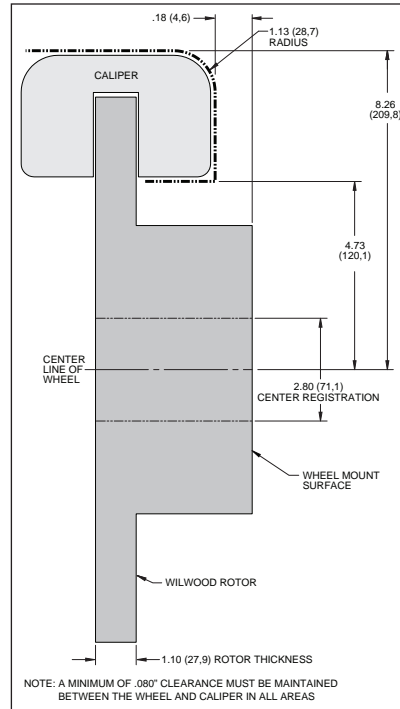 .18 (4,6)
1.13 (28,7)
RADIUS
CALIPER
8.26
(209,8)
4.73
(120,1)
CENTER
LINE OF
WHEEL
2.80 (71,1)
CENTER REGISTRATION
WHEEL MOUNT
SURFACE
WILWOOD ROTOR
1.10 (27,9) ROTOR THICKNESS
NOTE: A MINIMUM OF .080" CLEARANCE MUST BE MAINTAINED
BETWEEN THE WHEEL AND CALIPER IN ALL AREAS